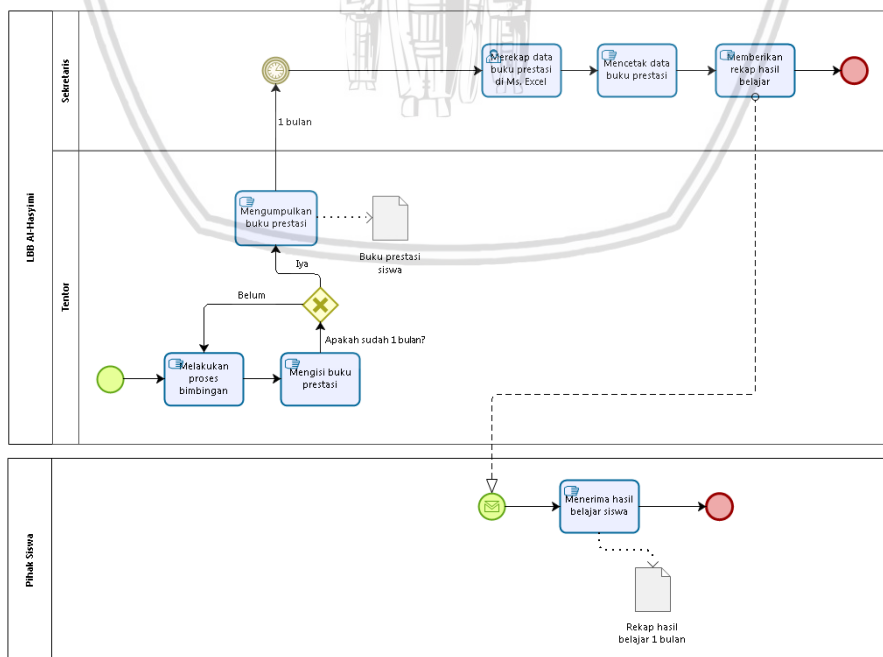 LBB Al-Hasyimi
Sekretaris
Merekap data
buku prestasi
di Ms. Excel
Mencetak data
buku prestasi
Memberikan
rekap hasil
belajar
1 bulan
Tentor
Mengumpulkan
buku prestasi
Buku prestasi
siswa
Iya
Belum
Apakah sudah 1 bulan?
Melakukan
proses
bimbingan
Mengisi buku
prestasi
Pihak Siswa
Menerima hasil
belajar siswa
Rekap hasil
belajar 1 bulan